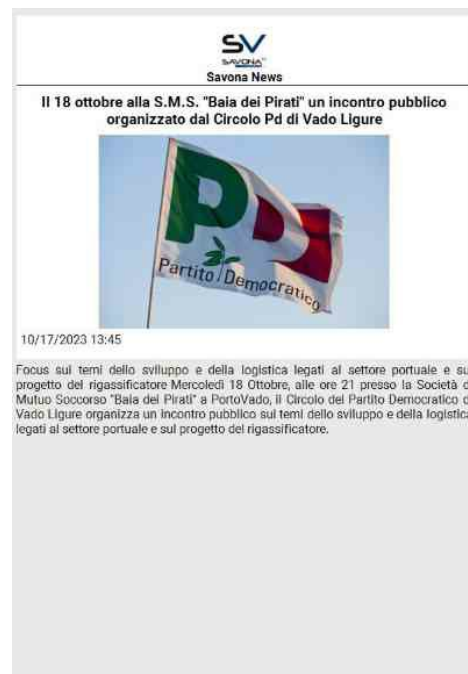 SV
SAVONA
Savona News
Il 18 ottobre alla S.M.S. "Baia dei Pirati" un incontro pubblico
organizzato dal Circolo Pd di Vado Ligure
PD
Partito Democratico
10/17/2023 13:45
Focus sui temi dello sviluppo e della logistica legati al settore portuale e su
progetto del rigassificatore Mercoledì 18 Ottobre, alle ore 21 presso la Società d
Mutuo Soccorso "Baia dei Pirati" a PortoVado, il Circolo del Partito Democratico d
Vado Ligure organizza un incontro pubblico sui temi dello sviluppo e della logistica
legati al settore portuale e sul progetto del rigassificatore.